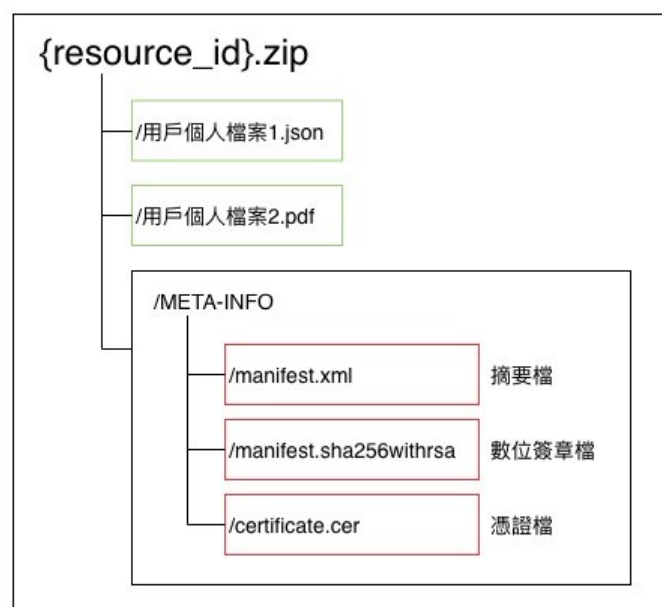 {resource_id}.zip
/用戶個人檔案1.json
/用戶個人檔案2.pdf
/META-INFO
/manifest.xml 摘要檔
/manifest.sha256withrsa 數位簽章檔
/certificate.cer 憑證檔